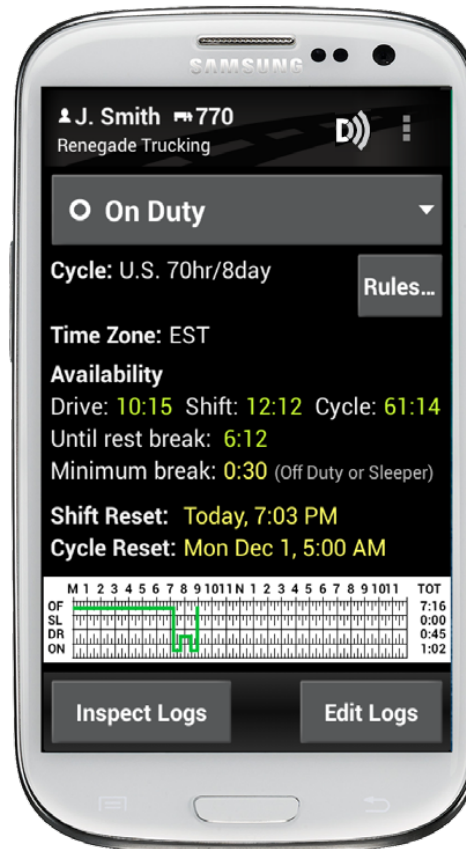 SAMSUNG
J. Smith 770
Renegade Trucking
D
On Duty
Cycle: U.S. 70hr/8day
Rules...
Time Zone: EST
Availability
Drive: 10:15 Shift: 12:12 Cycle: 61:14
Until rest break: 6:12
Minimum break: 0:30 (Off Duty or Sleeper)
Shift Reset: Today, 7:03 PM
Cycle Reset: Mon Dec 1, 5:00 AM
M 1 2 3 4 5 6 7 8 9 10 11 N 1 2 3 4 5 6 7 8 9 10 11 TOT
OF 7:16
SL 0:00
DR 0:45
ON 1:02
Inspect Logs Edit Logs